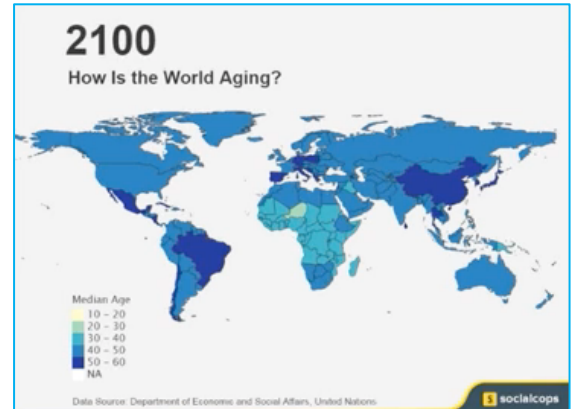 2100
How Is the World Aging?
Median Age
10 - 20
20 - 30
30 - 40
40 - 50
50 - 60
NA
Data Source: Department of Economic and Social Affairs, United Nations
$ socialcops